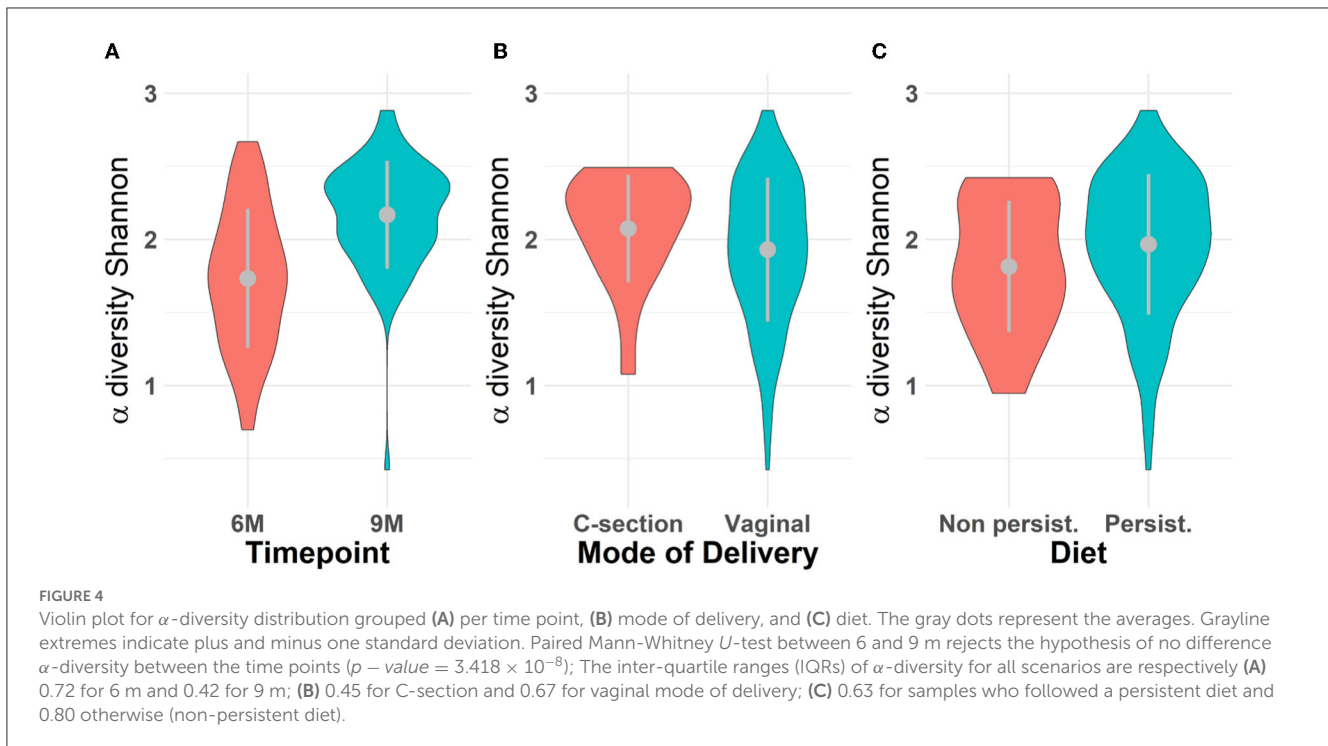 A
B
C
3
2
1
α diversity Shannon
6M
9M
Timepoint
3
2
1
α diversity Shannon
C-section
Vaginal
Mode of Delivery
3
2
1
α diversity Shannon
Non persist.
Persist.
Diet
FIGURE 4
Violin plot for α-diversity distribution grouped (A) per time point, (B) mode of delivery, and (C) diet. The gray dots represent the averages. Grayline
extremes indicate plus and minus one standard deviation. Paired Mann-Whitney U-test between 6 and 9 m rejects the hypothesis of no difference
α-diversity between the time points (p − value = 3.418 × 10−8); The inter-quartile ranges (IQRs) of α-diversity for all scenarios are respectively (A)
0.72 for 6 m and 0.42 for 9 m; (B) 0.45 for C-section and 0.67 for vaginal mode of delivery; (C) 0.63 for samples who followed a persistent diet and
0.80 otherwise (non-persistent diet).